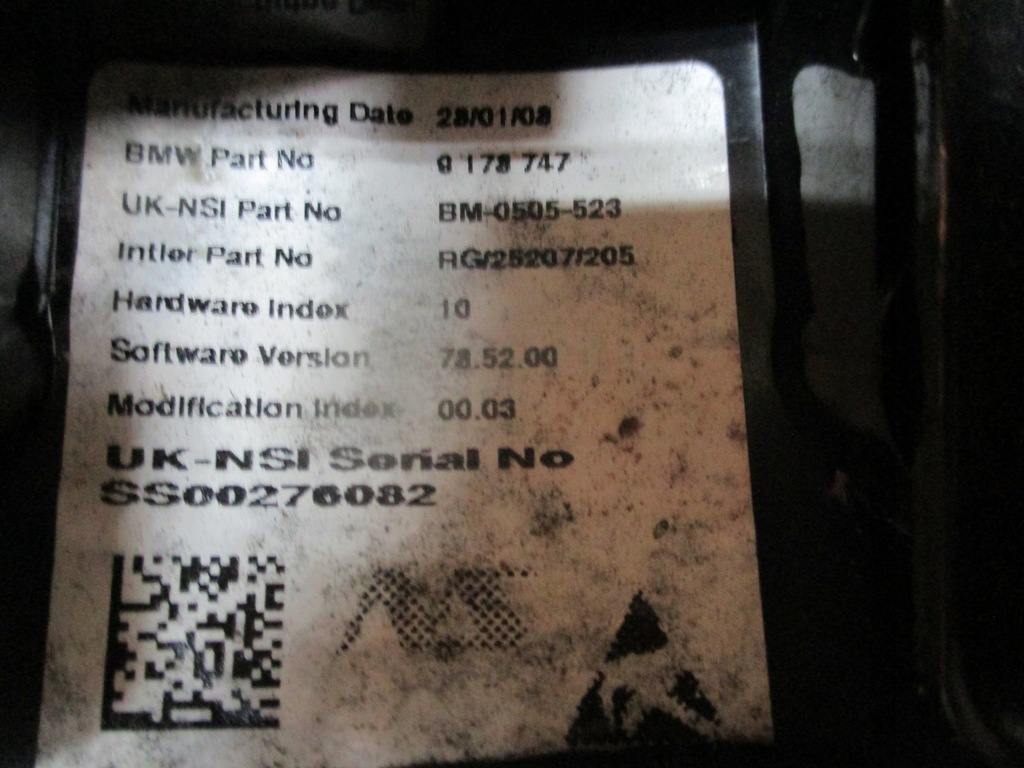 Manufacturing Date 28/01/08
BMW Part No 9 178 747
UK-NSI Part No BM-0505-523
Intier Part No RG/25207/205
Hardware Index 10
Software Version 78.52.00
Modification Index 00.03
UK-NSI Serial No
SS00276082